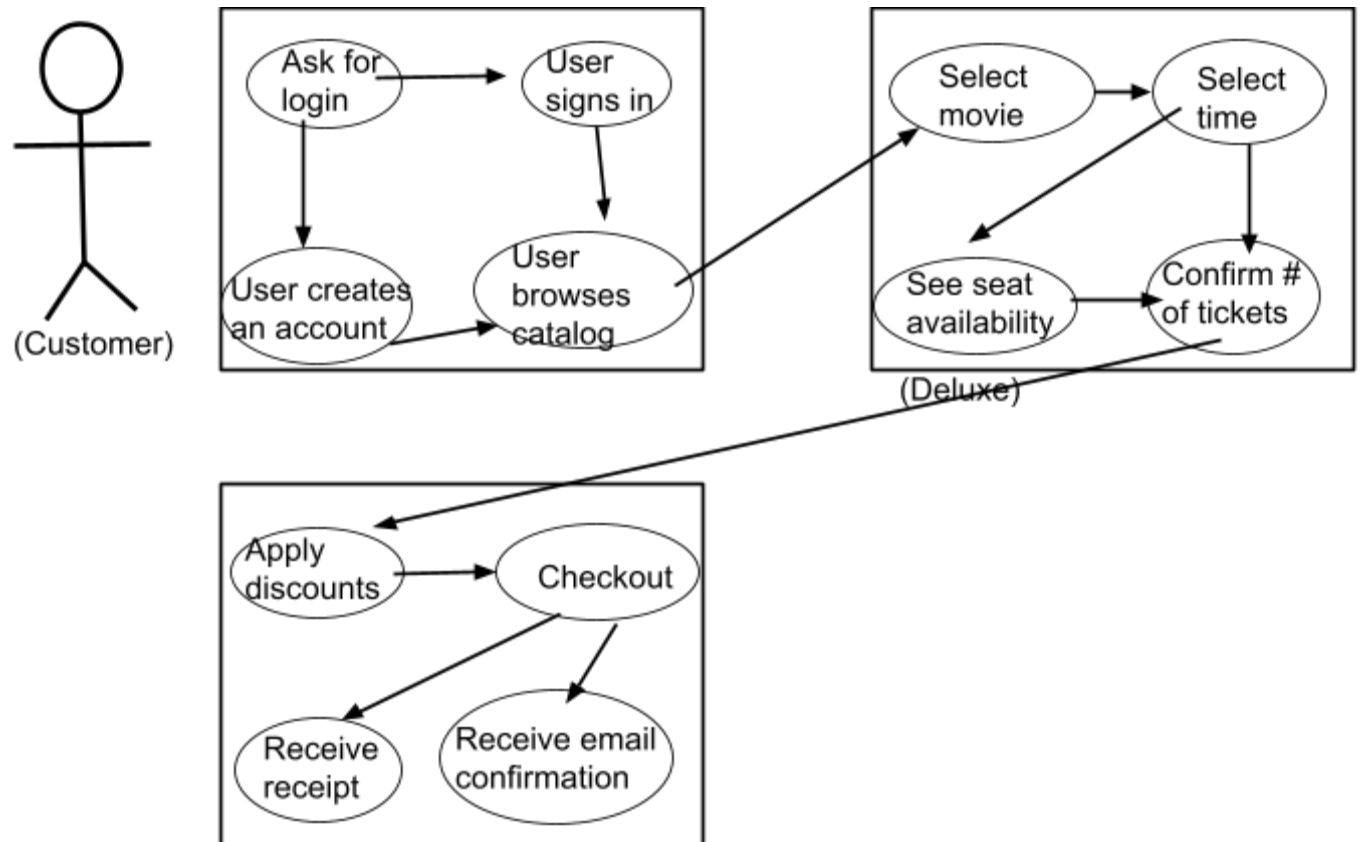 Ask for
login
User
signs in
User creates
an account
User
browses
catalog
(Customer)
Select
movie
Select
time
See seat
availability
Confirm #
of tickets
(Deluxe)
Apply
discounts
Checkout
Receive
receipt
Receive email
confirmation